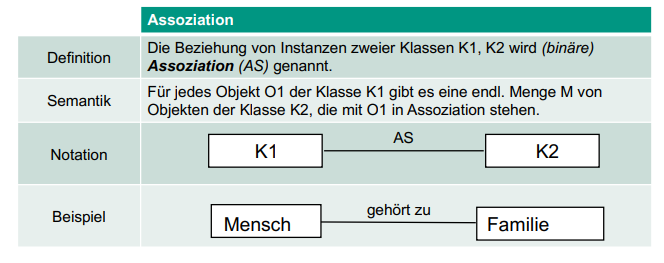 Assoziation
Definition
Die Beziehung von Instanzen zweier Klassen K1, K2 wird (binäre)
Assoziation (AS) genannt.
Semantik
Für jedes Objekt O1 der Klasse K1 gibt es eine endl. Menge M von
Objekten der Klasse K2, die mit O1 in Assoziation stehen.
Notation
K1
AS
K2
Beispiel
Mensch
gehört zu
Familie